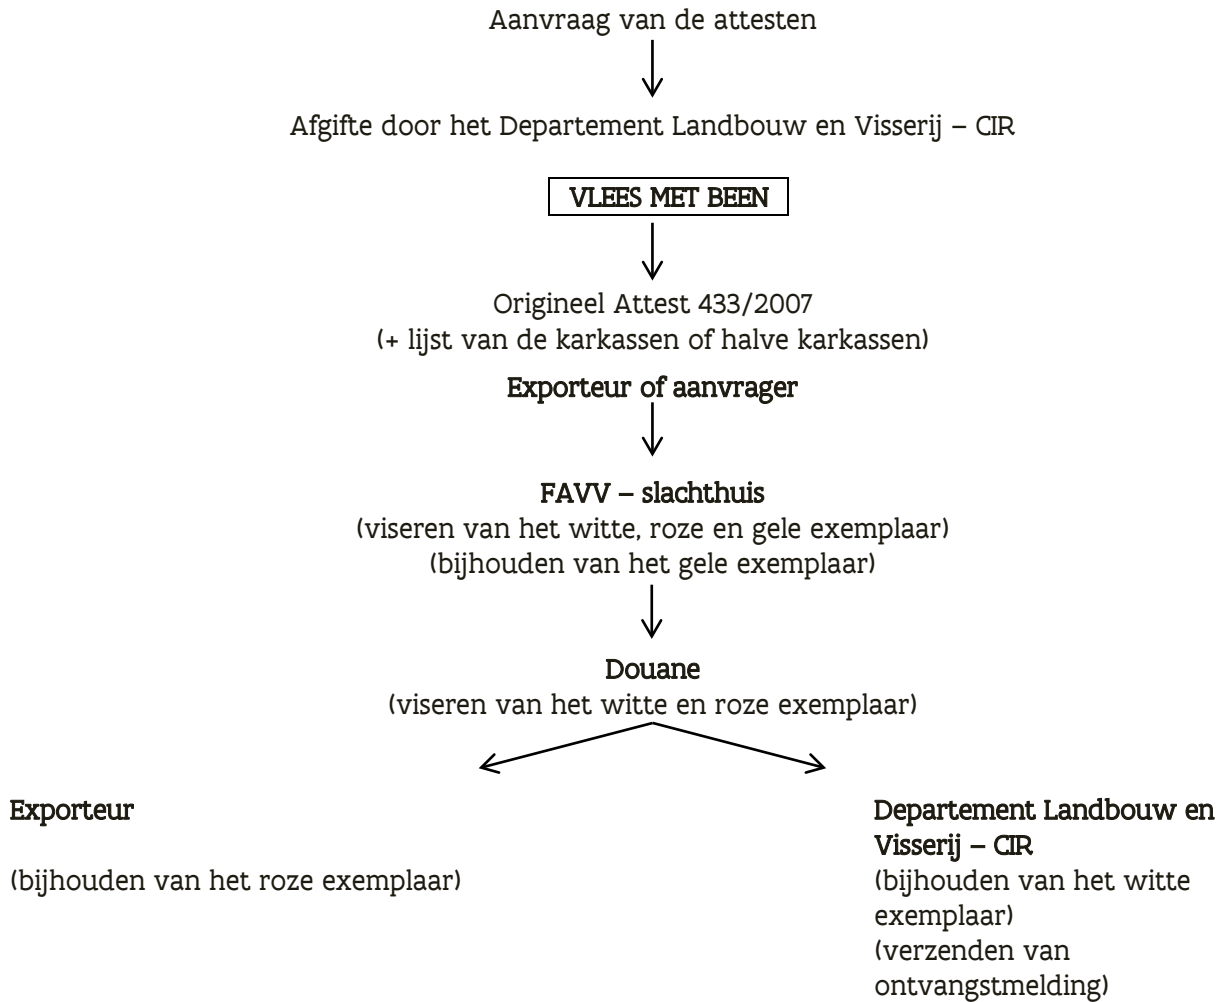 Aanvraag van de attesten
Afgifte door het Departement Landbouw en Visserij – CIR
VLEES MET BEEN
Origineel Attest 433/2007
(+ lijst van de karkassen of halve karkassen)
Exporteur of aanvrager
FAVV – slachthuis
(viseren van het witte, roze en gele exemplaar)
(bijhouden van het gele exemplaar)
Douane
(viseren van het witte en roze exemplaar)
Exporteur
(bijhouden van het roze exemplaar)
Departement Landbouw en
Visserij – CIR
(bijhouden van het witte
exemplaar)
(verzenden van
ontvangstmelding)